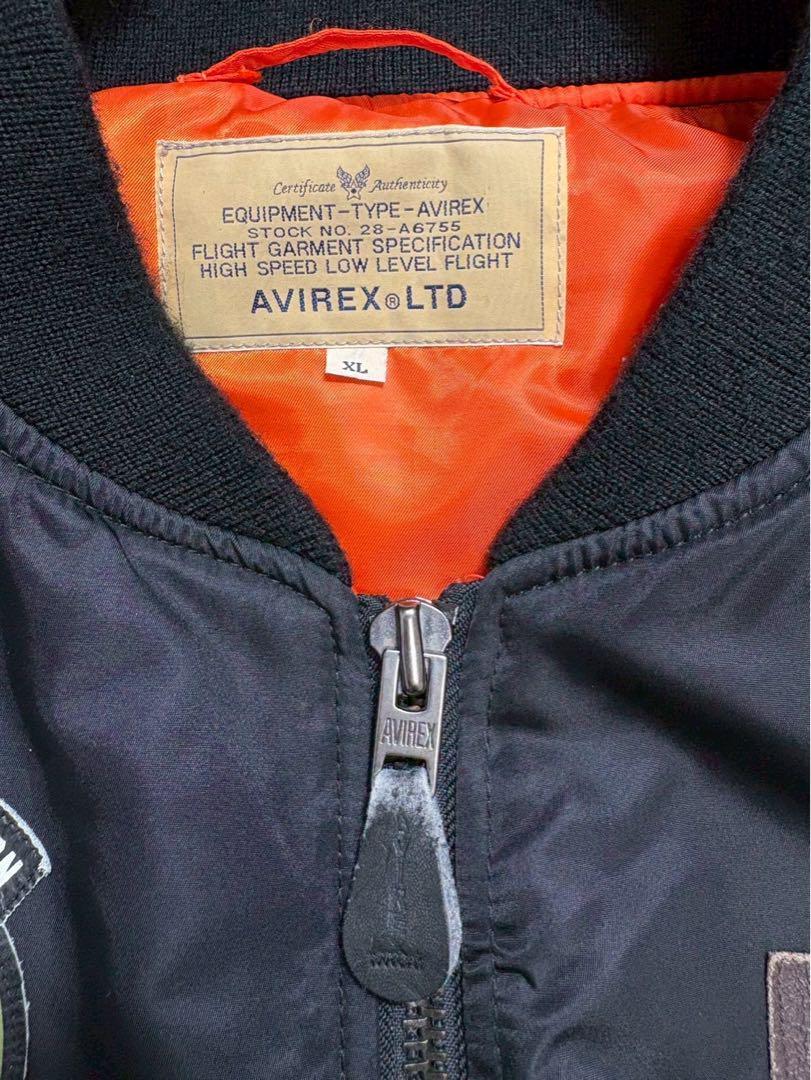 Certificate Authenticity
EQUIPMENT-TYPE-AVIREX
STOCK NO. 28-A6755
FLIGHT GARMENT SPECIFICATION
HIGH SPEED LOW LEVEL FLIGHT
AVIREX® LTD
XL
AVIREX